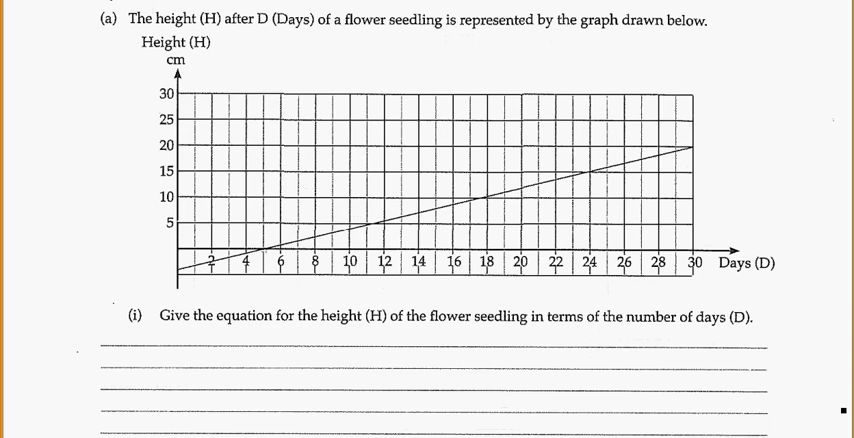 (a) The height (H) after D (Days) of a flower seedling is represented by the graph drawn below.
Height (H)
cm
30
25
20
15
10
5
2 4 6 8 10 12 14 16 18 20 22 24 26 28 30 Days (D)
(i) Give the equation for the height (H) of the flower seedling in terms of the number of days (D).